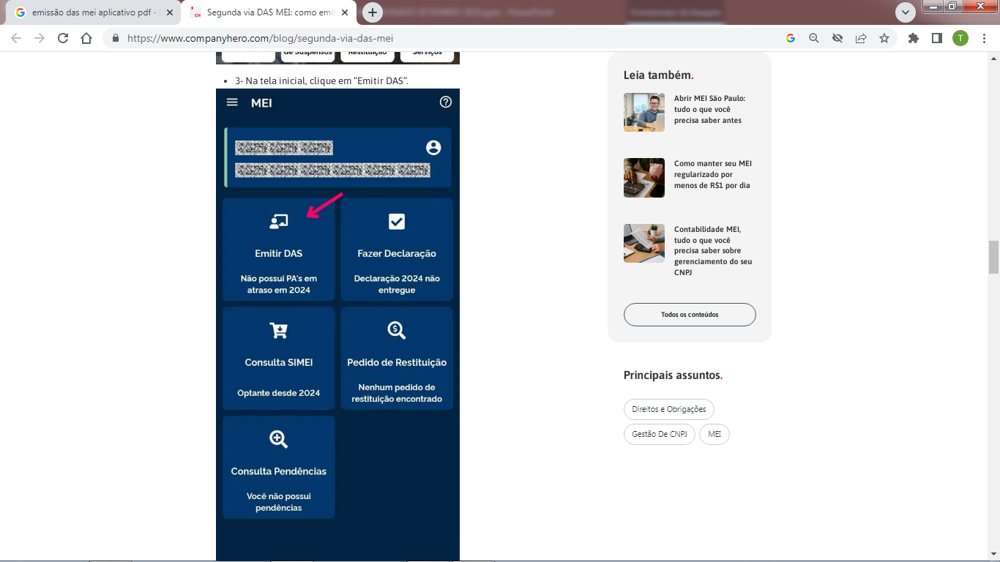 emissão das mei aplicativo pdf -
Segunda via DAS MEI: como emit
https://www.companyhero.com/blog/segunda-via-das-mei
T
de Suspensos
Restituição
Serviços
3- Na tela inicial, clique em “Emitir DAS”.
MEI
Emitir DAS
Não possui PA's em
atraso em 2024
Fazer Declaração
Declaração 2024 não
entregue
Consulta SIMEI
Optante desde 2024
Pedido de Restituição
Nenhum pedido de
restituição encontrado
Consulta Pendências
Você não possui
pendências
Leia também.
Abrir MEI São Paulo:
tudo o que você
precisa saber antes
Como manter seu MEI
regularizado por
menos de R$1 por dia
Contabilidade MEI,
tudo o que você
precisa saber sobre
gerenciamento do seu
CNPJ
Todos os conteúdos
Principais assuntos.
Direitos e Obrigações
Gestão De CNPJ
MEI